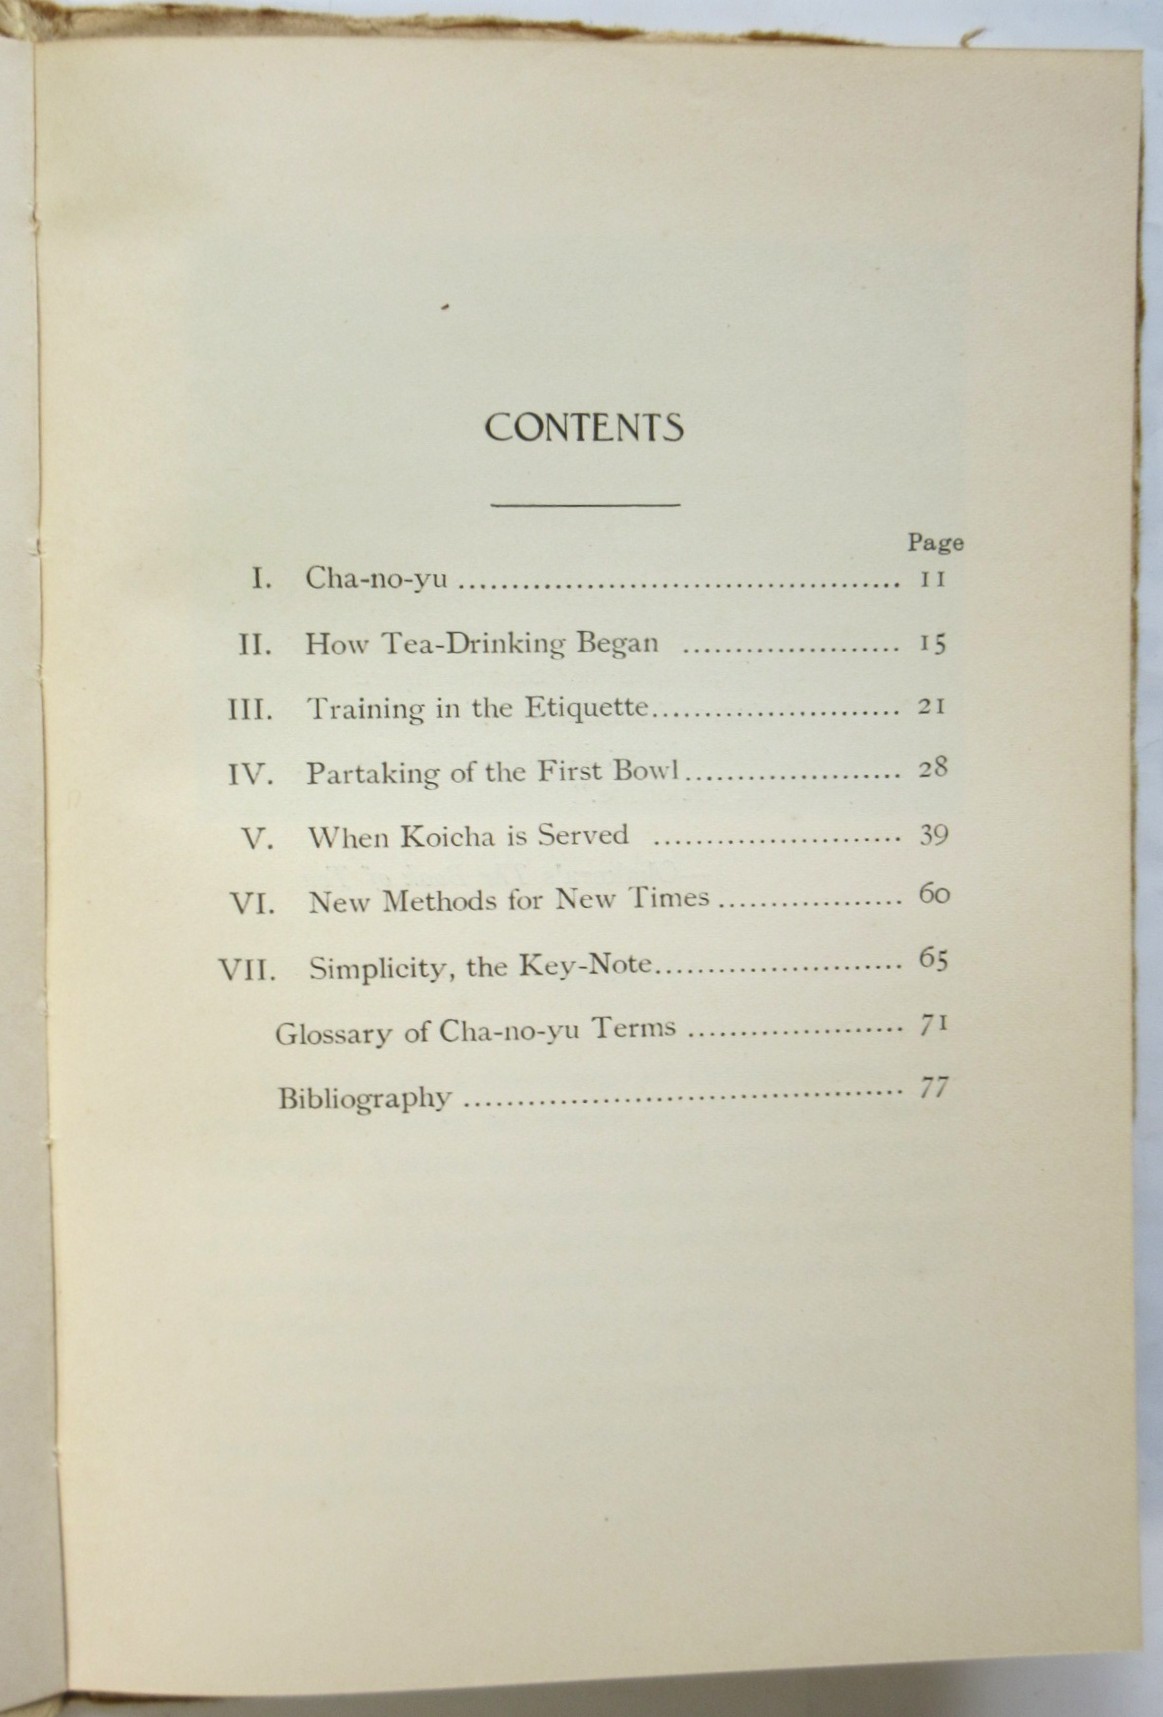 CONTENTS
Page
I. Cha-no-yu ........................................ 11
II. How Tea-Drinking Began .................... 15
III. Training in the Etiquette....................... 21
IV. Partaking of the First Bowl.................... 28
V. When Koicha is Served ....................... 39
VI. New Methods for New Times ................. 60
VII. Simplicity, the Key-Note....................... 65
Glossary of Cha-no-yu Terms .................... 71
Bibliography ........................................ 77